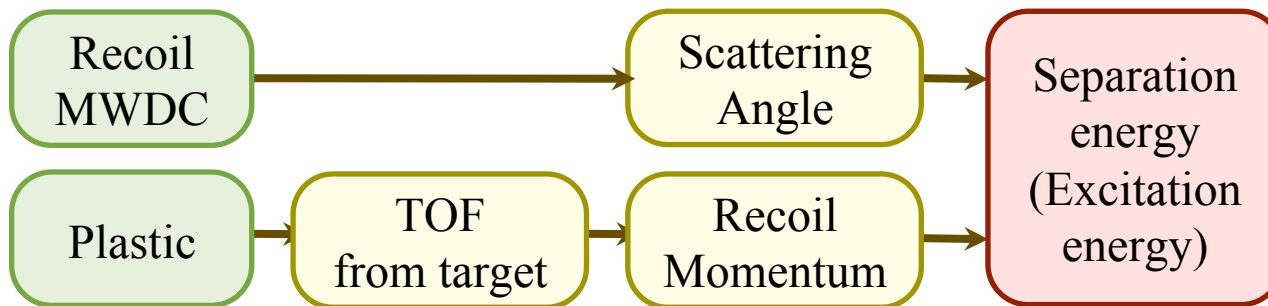 Recoil
MWDC
Scattering
Angle
Separation
energy
(Excitation
energy)
Plastic
TOF
from target
Recoil
Momentum